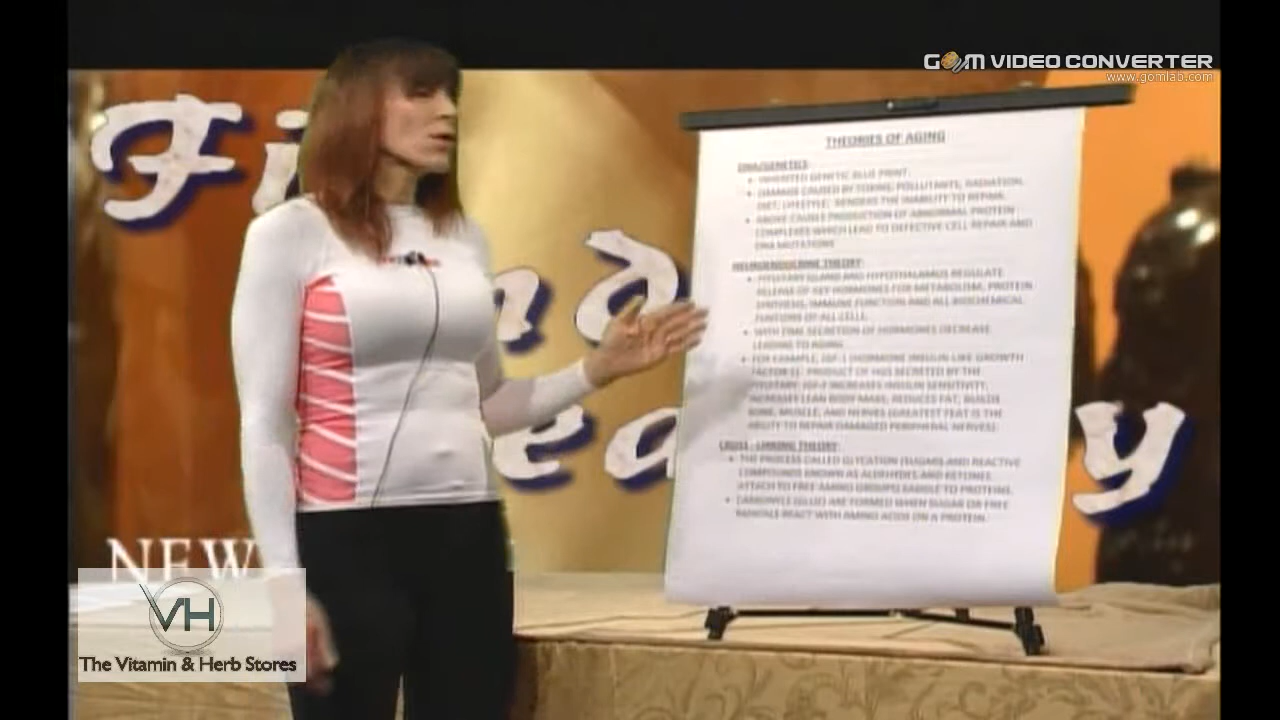 GOM VIDEO CONVERTER
www.gomlab.com
Fi nd
ea y
NEW
THEORIES OF AGING
DNA/GENETICS:
• INHERITED GENETIC BLUE PRINT.
• DAMAGE CAUSED BY TOXINS, POLLUTANTS, RADIATION,
DIET, LIFESTYLE, RENDERS THE INABILITY TO REPAIR.
• ABOVE CAUSES PRODUCTION OF ABNORMAL PROTEIN
COMPLEXES WHICH LEAD TO DEFECTIVE CELL REPAIR AND
DNA MUTATIONS
NEUROENDOCRINE THEORY:
• PITUITARY GLAND AND HYPOTHALAMUS REGULATE
RELEASE OF KEY HORMONES FOR METABOLISM, PROTEIN
SYNTHESIS, IMMUNE FUNCTION AND ALL BIOCHEMICAL
OF ALL CELLS.
• WITH TIME SECRETION OF HORMONES DECREASE
LEADING TO AGING
• FOR EXAMPLE, IGF-1 (HORMONE INSULIN LIKE GROWTH
FACTOR-1) PRODUCT OF SECRETED BY THE
PITUITARY. INCREASES INSULIN SENSITIVITY,
INCREASES LEAN BODY MASS, REDUCES FAT, BUILDS
BONE, MUSCLE, AND NERVES (GREATEST FEAT IS THE
ABILITY TO REPAIR DAMAGED PERIPHERAL NERVES).
CROSS - LINKING THEORY:
• THE PROCESS CALLED GLYCATION (SUGARS AND REACTIVE
COMPOUNDS KNOWN AS AND KETONES
ATTACH TO FREE AMINO GROUPS) TO PROTEINS.
• (GLUE) ARE FORMED WHEN SUGAR OR FREE
RADICALS REACT WITH AMINO ACIDS ON A PROTEIN.
VH
The Vitamin & Herb Stores